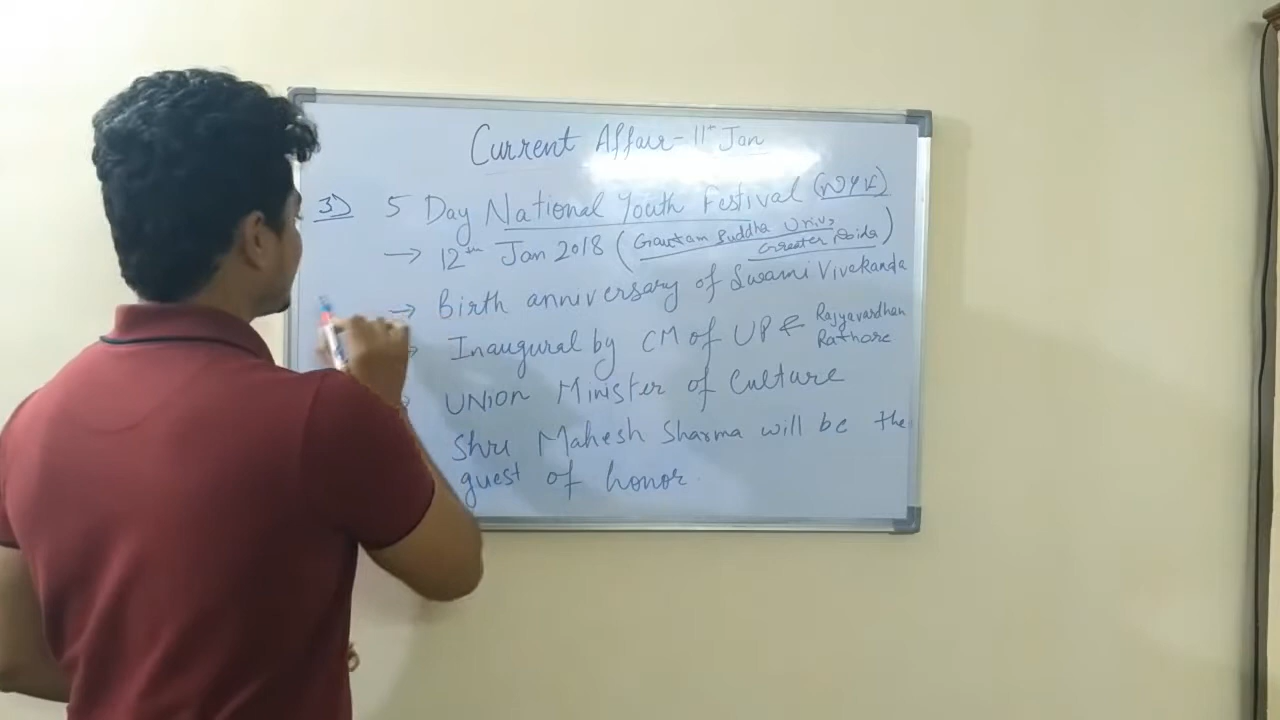 Current Affair - 11th Jan
3) 5 Day National Youth Festival (NYK)
→ 12th Jan 2018 (Gautam Buddha Univ, Greater Noida)
→ Birth anniversary of Swami Vivekanda
Inaugural by CM of UP & Rajyavardhan Rathore
UNION Minister of Culture
Shri Mahesh Sharma will be the
guest of honor.